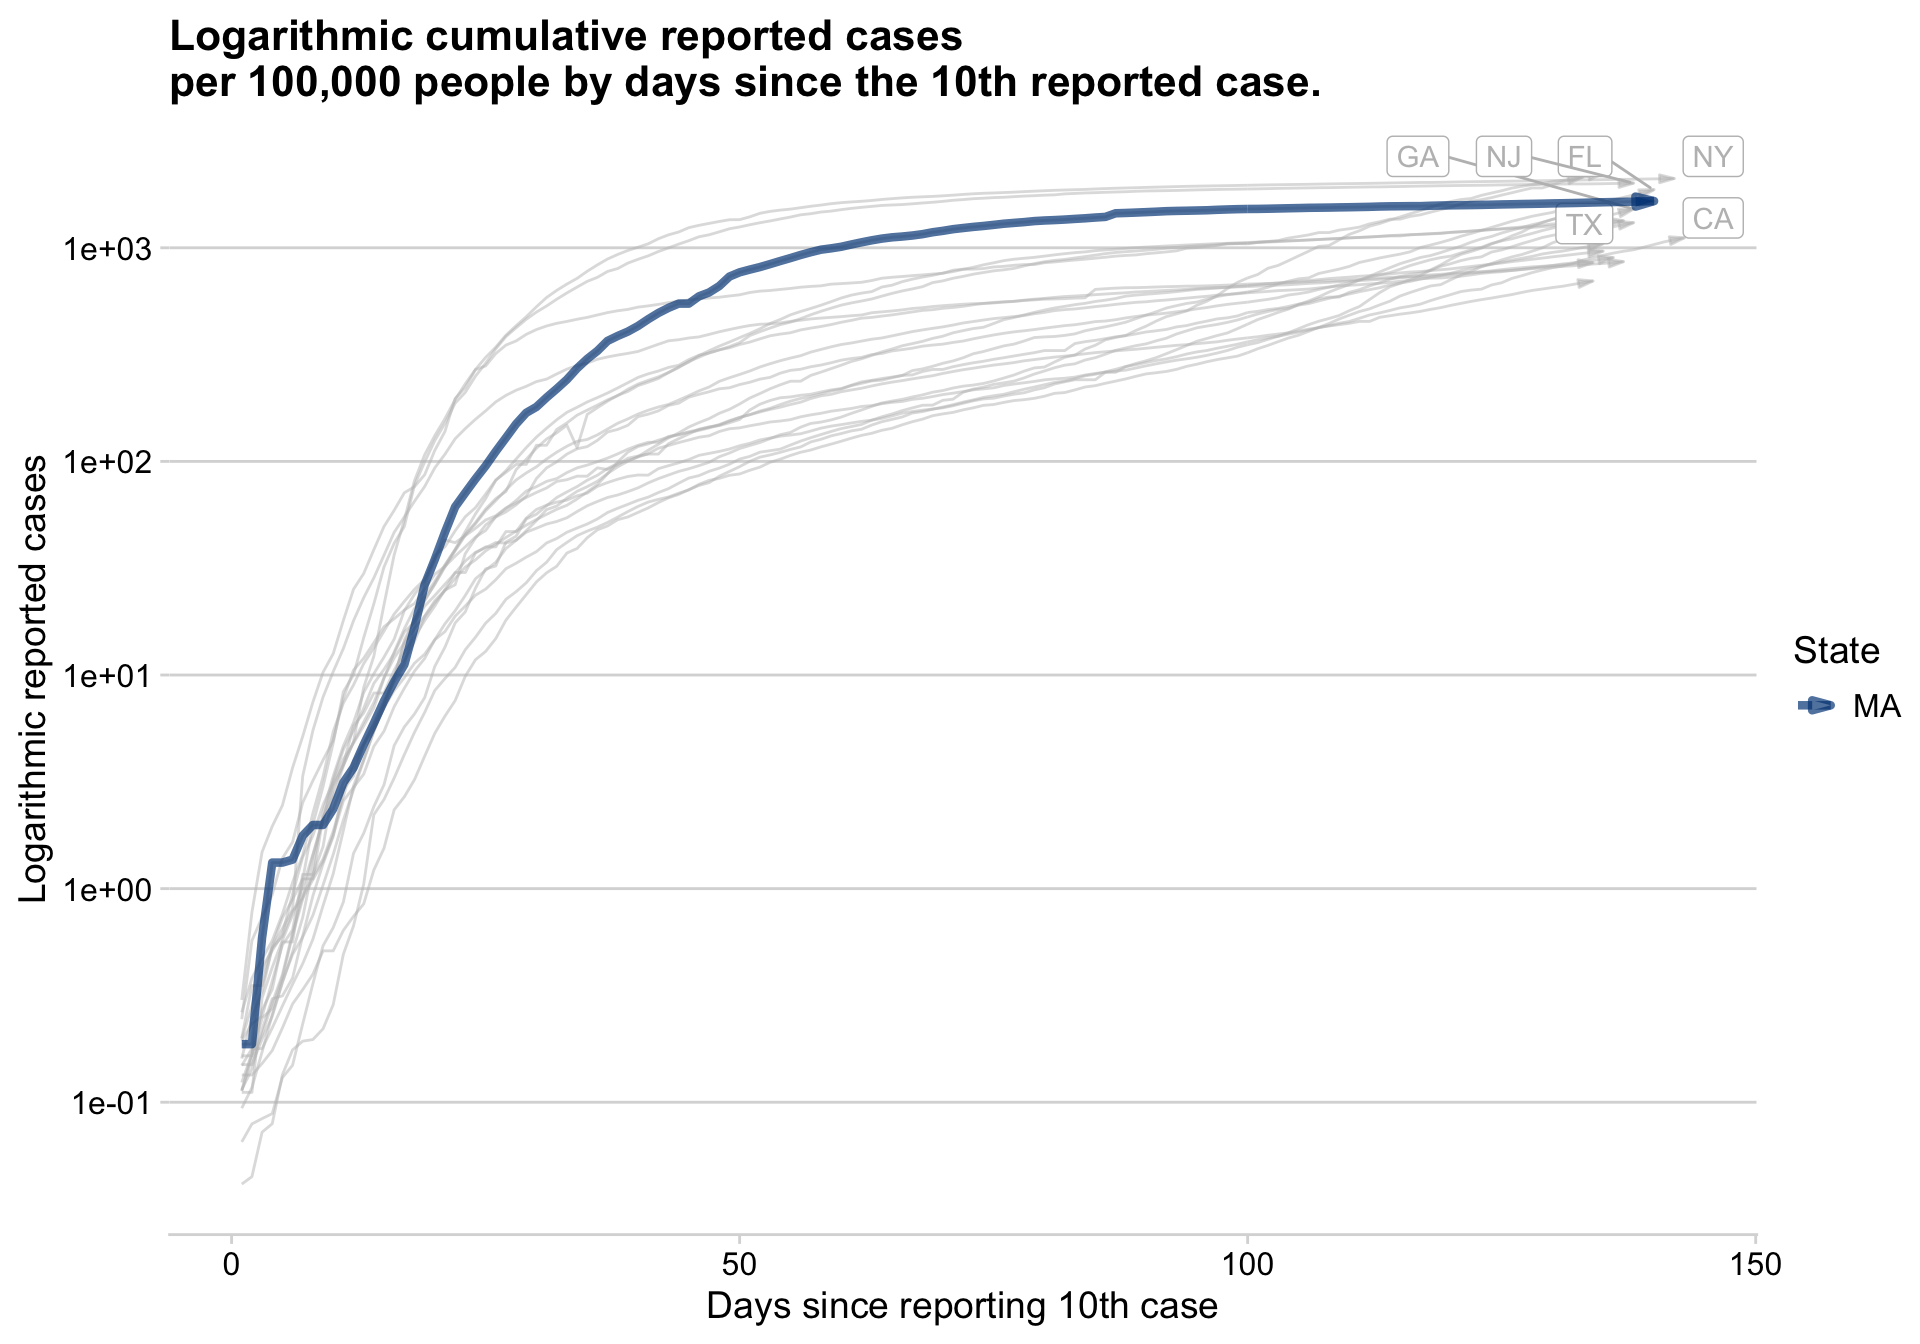 Logarithmic cumulative reported cases
per 100,000 people by days since the 10th reported case.
GA
NJ
FL
NY
TX
CA
1e+03
1e+02
1e+01
1e+00
1e-01
Logarithmic reported cases
0
50
100
150
Days since reporting 10th case
State
MA